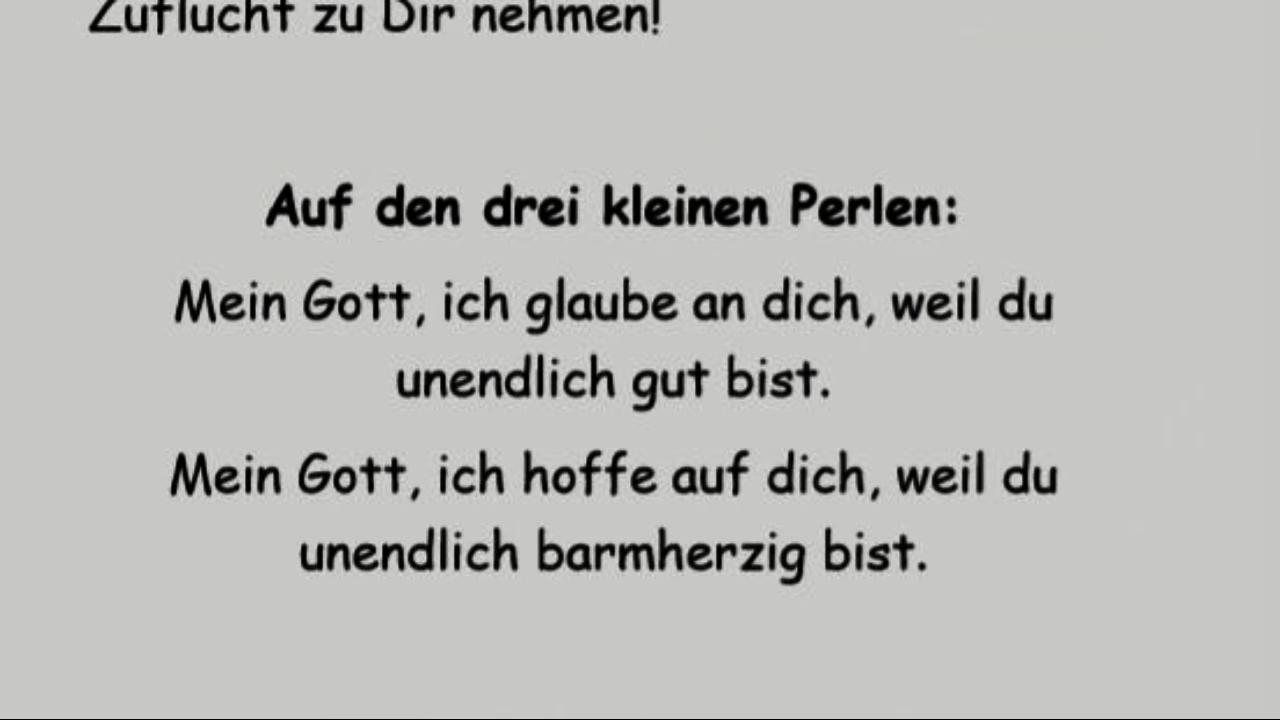 Zuflucht zu Dir nehmen!
Auf den drei kleinen Perlen:
Mein Gott, ich glaube an dich, weil du
unendlich gut bist.
Mein Gott, ich hoffe auf dich, weil du
unendlich barmherzig bist.